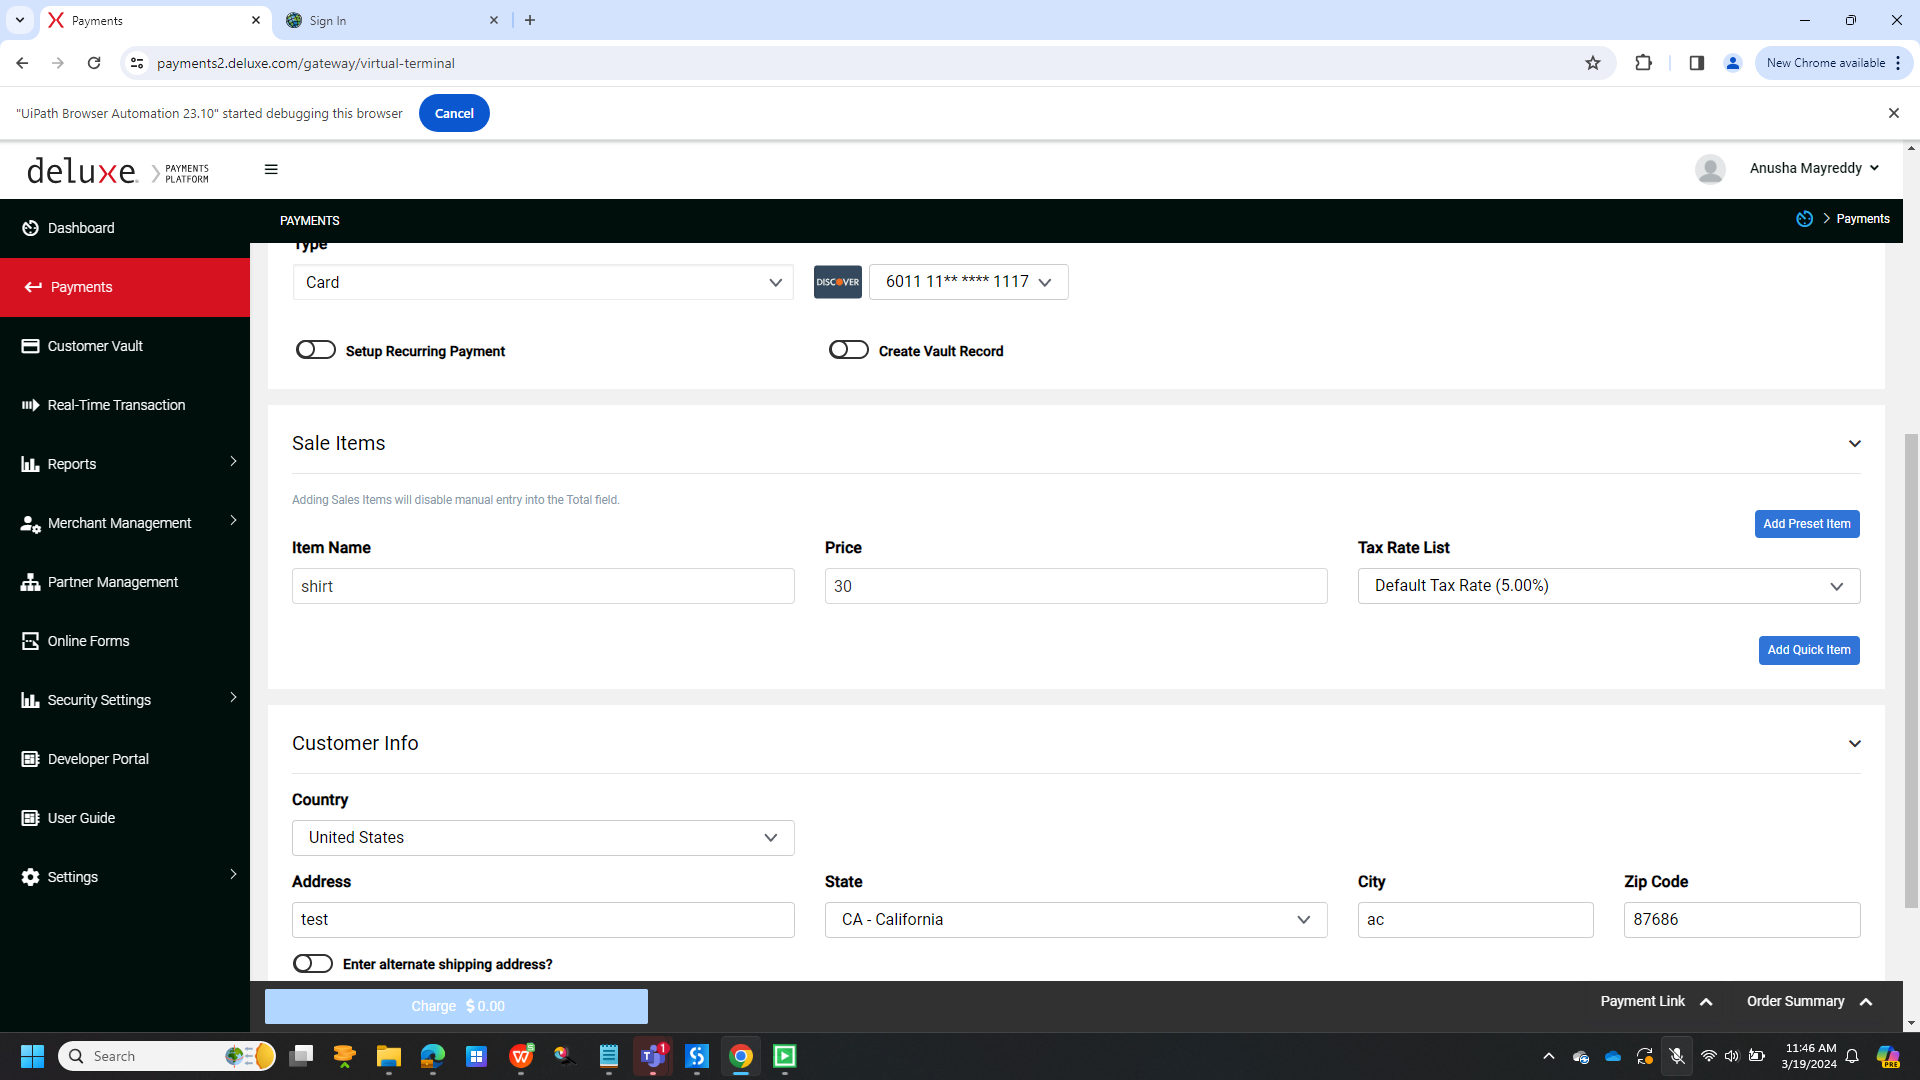 Payments
Sign In
payments2.deluxe.com/gateway/virtual-terminal
New Chrome available
"UiPath Browser Automation 23.10" started debugging this browser
Cancel
deluxe.
PAYMENTS
PLATFORM
Anusha Mayreddy
Dashboard
PAYMENTS
Payments
Type
Payments
Card
DISCOVER
6011 11** **** 1117
Customer Vault
Setup Recurring Payment
Create Vault Record
Real-Time Transaction
Sale Items
Reports
Adding Sales Items will disable manual entry into the Total field.
Merchant Management
Add Preset Item
Item Name
Price
Tax Rate List
Partner Management
shirt
30
Default Tax Rate (5.00%)
Online Forms
Add Quick Item
Security Settings
Customer Info
Developer Portal
Country
User Guide
United States
Settings
Address
State
City
Zip Code
test
CA - California
ac
87686
Enter alternate shipping address?
Charge $ 0.00
Payment Link
Order Summary
Search
1
PRE
11:46 AM
3/19/2024